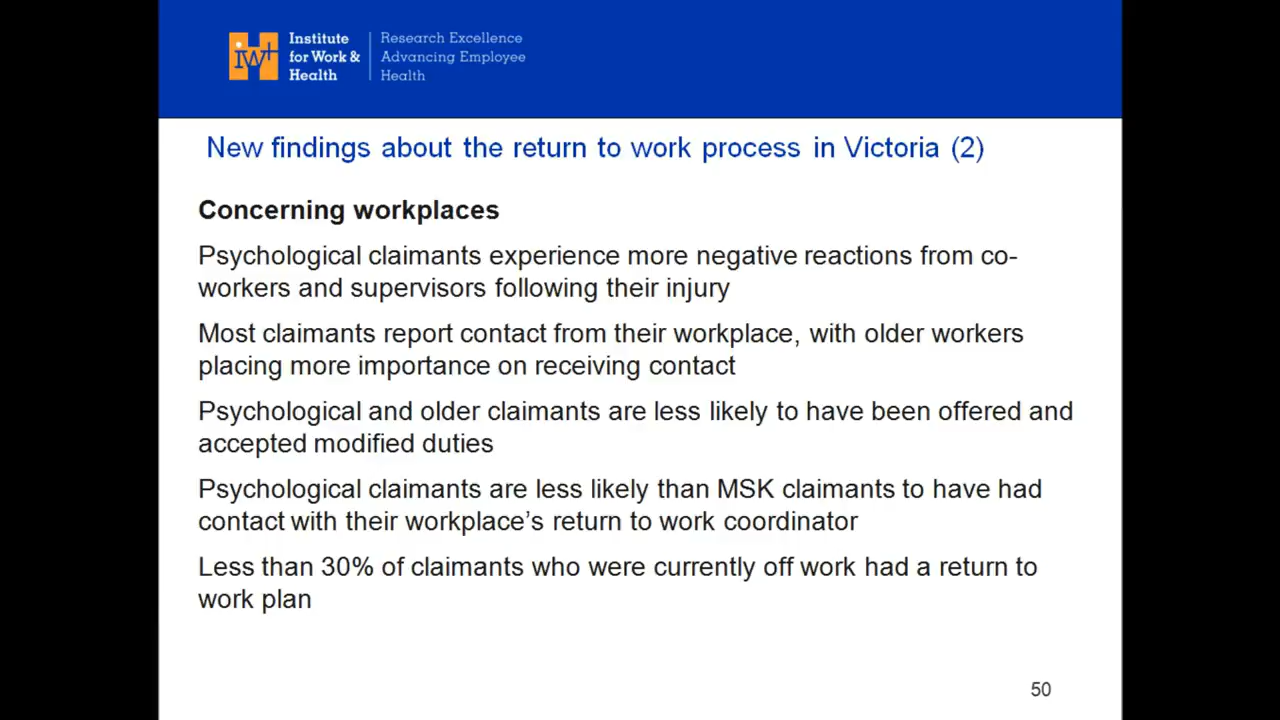 iw+
Institute
for Work &
Health
Research Excellence
Advancing Employee
Health
New findings about the return to work process in Victoria (2)
Concerning workplaces
Psychological claimants experience more negative reactions from co-
workers and supervisors following their injury
Most claimants report contact from their workplace, with older workers
placing more importance on receiving contact
Psychological and older claimants are less likely to have been offered and
accepted modified duties
Psychological claimants are less likely than MSK claimants to have had
contact with their workplace’s return to work coordinator
Less than 30% of claimants who were currently off work had a return to
work plan
50